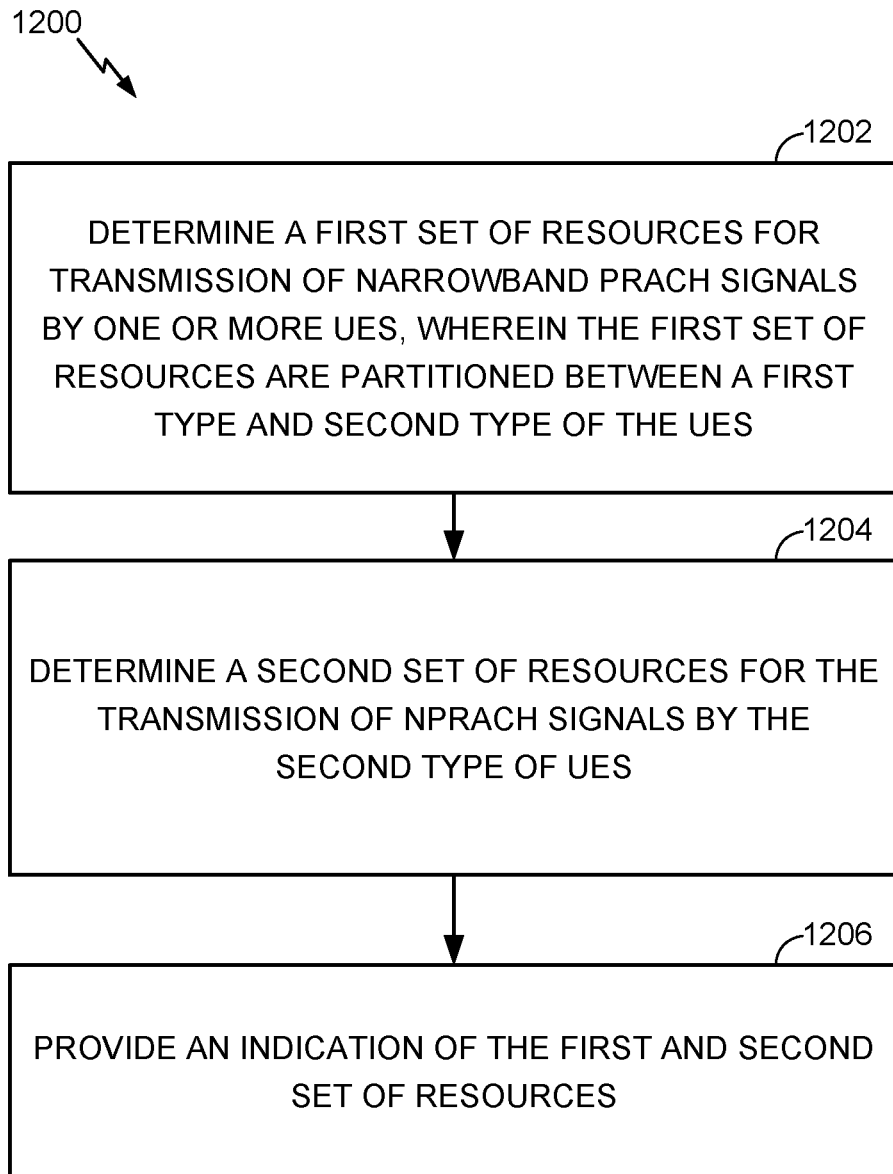 1200
1202
DETERMINE A FIRST SET OF RESOURCES FOR
TRANSMISSION OF NARROWBAND PRACH SIGNALS
BY ONE OR MORE UES, WHEREIN THE FIRST SET OF
RESOURCES ARE PARTITIONED BETWEEN A FIRST
TYPE AND SECOND TYPE OF THE UES
1204
DETERMINE A SECOND SET OF RESOURCES FOR THE
TRANSMISSION OF NPRACH SIGNALS BY THE
SECOND TYPE OF UES
1206
PROVIDE AN INDICATION OF THE FIRST AND SECOND
SET OF RESOURCES